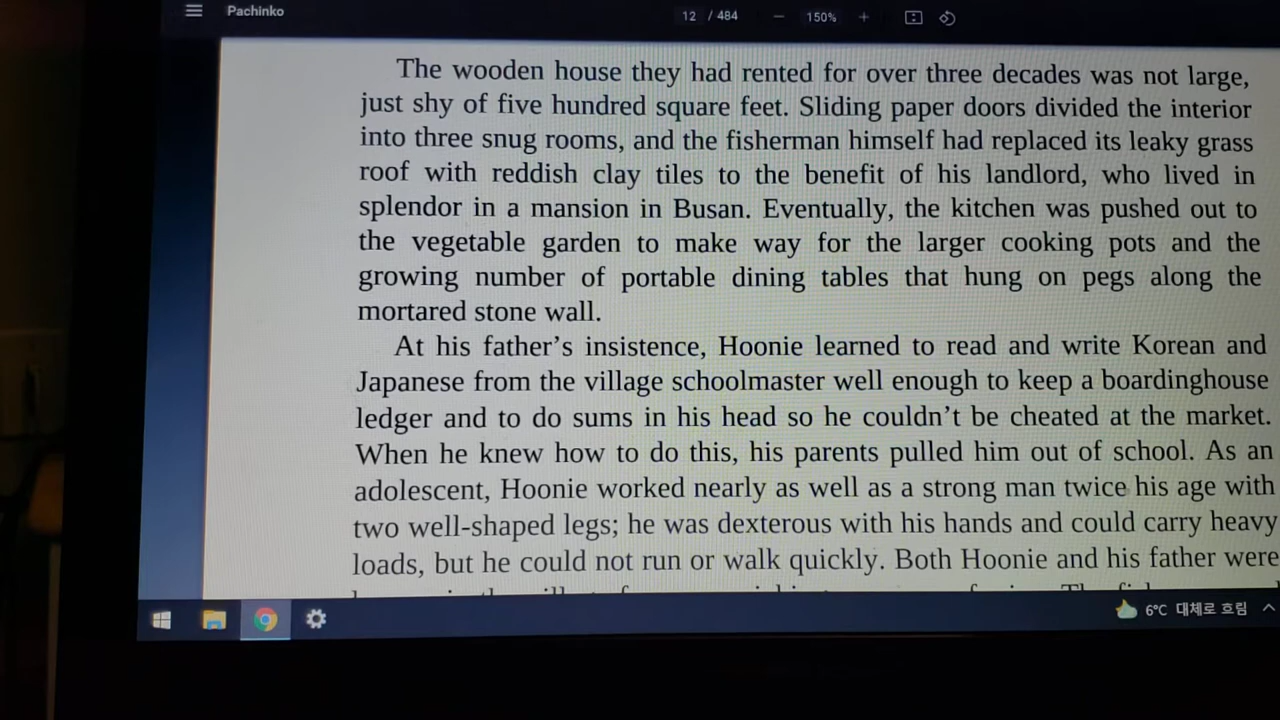 Pachinko
12 / 484 − 150% +
The wooden house they had rented for over three decades was not large,
just shy of five hundred square feet. Sliding paper doors divided the interior
into three snug rooms, and the fisherman himself had replaced its leaky grass
roof with reddish clay tiles to the benefit of his landlord, who lived in
splendor in a mansion in Busan. Eventually, the kitchen was pushed out to
the vegetable garden to make way for the larger cooking pots and the
growing number of portable dining tables that hung on pegs along the
mortared stone wall.
At his father’s insistence, Hoonie learned to read and write Korean and
Japanese from the village schoolmaster well enough to keep a boardinghouse
ledger and to do sums in his head so he couldn’t be cheated at the market.
When he knew how to do this, his parents pulled him out of school. As an
adolescent, Hoonie worked nearly as well as a strong man twice his age with
two well-shaped legs; he was dexterous with his hands and could carry heavy
loads, but he could not run or walk quickly. Both Hoonie and his father were
6°C 대체로 흐림